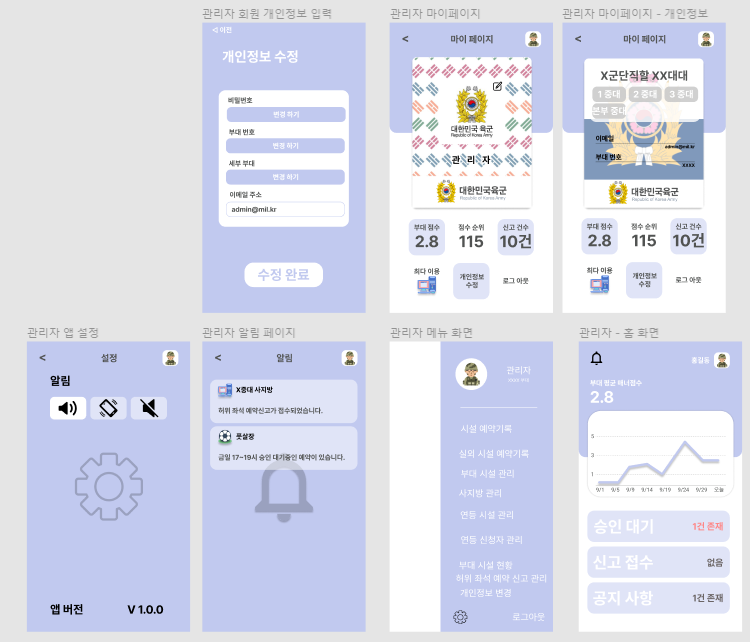 관리자 회원 개인정보 입력
◁ 이전
개인정보 수정
비밀번호
변경 하기
부대 번호
변경 하기
세부 부대
변경 하기
이메일 주소
admin@mil.kr
수정 완료
관리자 마이페이지
<
마이 페이지
대한민국 육군
Republic of Korea Army
관리자
대한민국육군
Republic of Korea Army
부대 점수
점수 순위
신고 건수
2.8
115
10건
최다 이용
개인정보
수정
로그 아웃
관리자 마이페이지 - 개인정보
<
마이 페이지
X군단직할 XX대대
1 중대
2 중대
3 중대
본부 중대
이메일
admin@mil.kr
부대 번호
XXXX
대한민국육군
Republic of Korea Army
부대 점수
점수 순위
신고 건수
2.8
115
10건
최다 이용
개인정보
수정
로그 아웃
관리자 앱 설정
<
설정
알림
앱 버전
V 1.0.0
관리자 알림 페이지
<
알림
X중대 사지방
허위 좌석 예약신고가 접수되었습니다.
풋살장
금일 17~19시 승인 대기중인 예약이 있습니다.
관리자 메뉴 화면
관리자
시설 예약기록
실외 시설 예약기록
부대 시설 관리
사지방 관리
연등 시설 관리
연등 신청자 관리
부대 시설 현황
허위 좌석 예약 신고 관리
개인정보 변경
로그아웃
관리자 - 홈 화면
홍길동
부대 평균 매너점수
2.8
5
3
1
9/1
9/5
9/9
9/14
9/19
9/24
9/29
오늘
승인 대기
1건 존재
신고 접수
없음
공지 사항
1건 존재